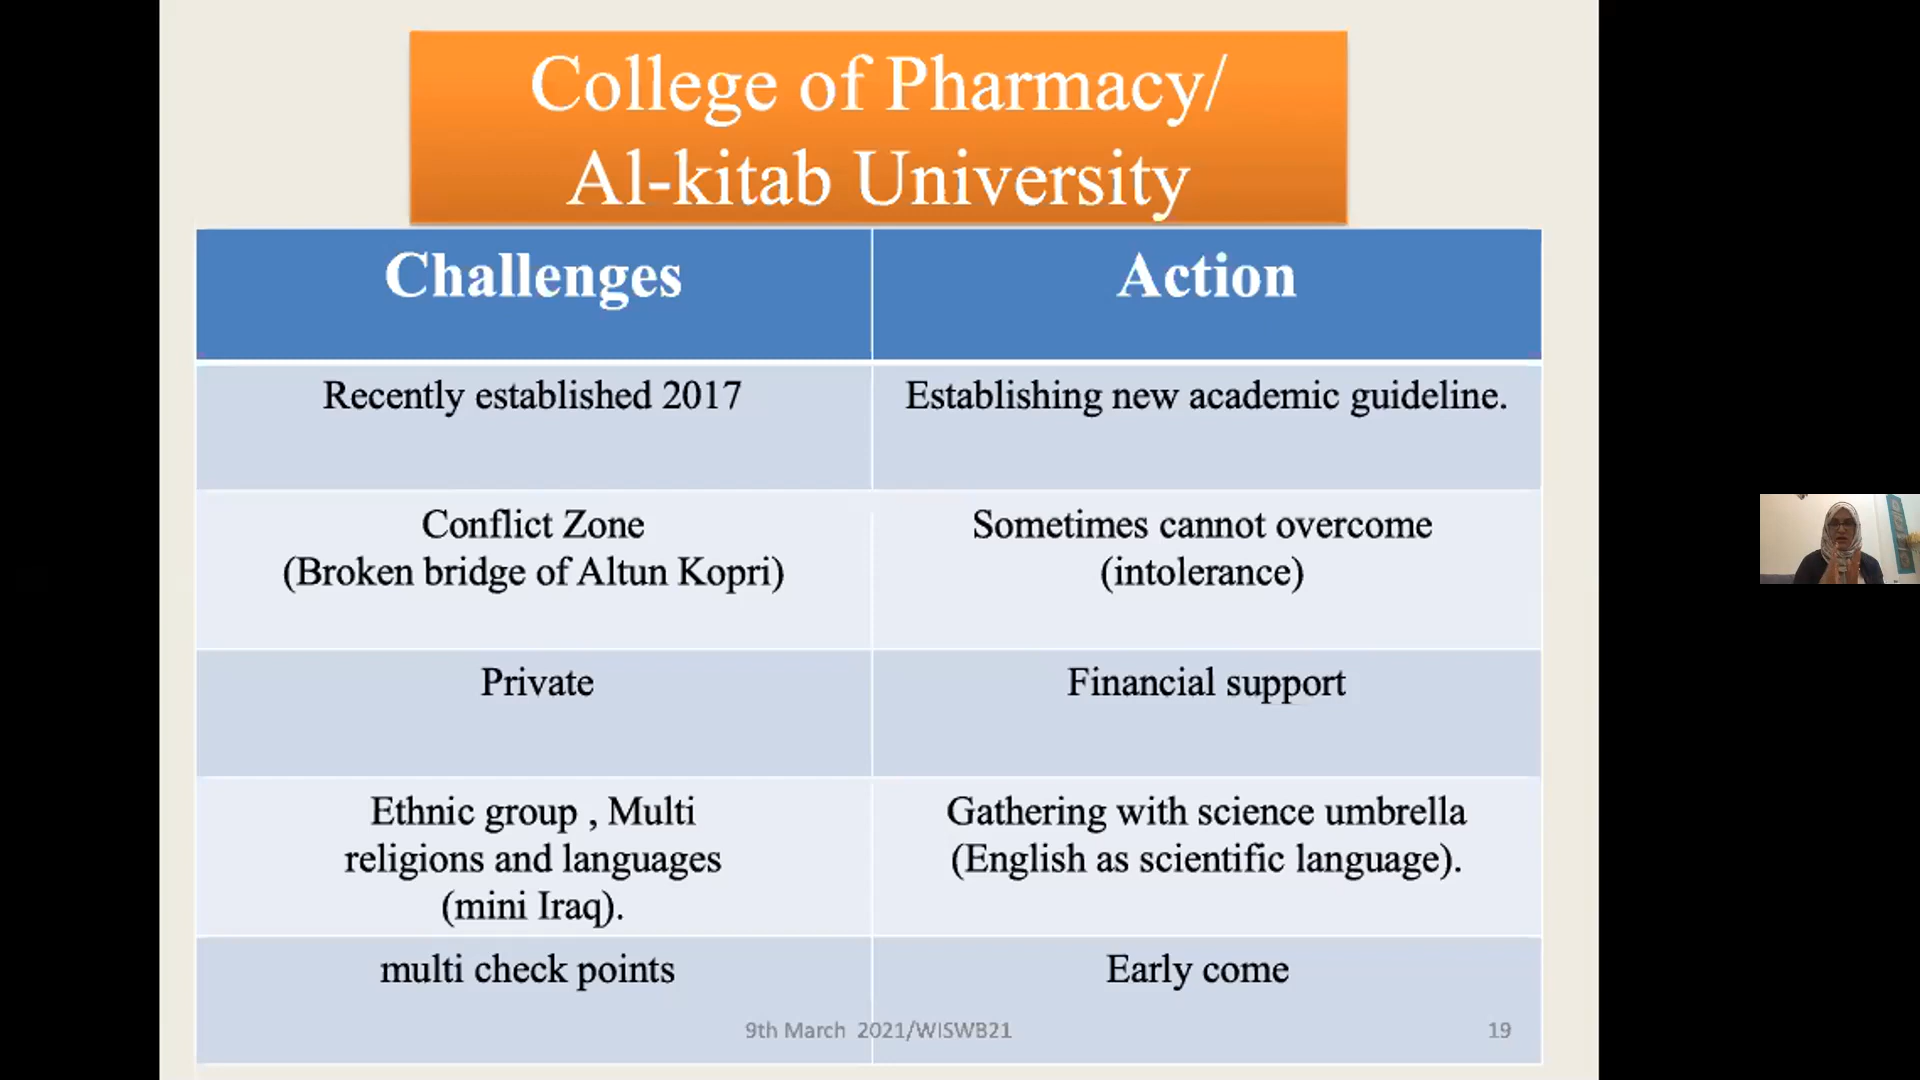 College of Pharmacy/
Al-kitab University
Challenges
Action
Recently established 2017
Establishing new academic guideline.
Conflict Zone
(Broken bridge of Altun Kopri)
Sometimes cannot overcome
(intolerance)
Private
Financial support
Ethnic group , Multi
religions and languages
(mini Iraq).
Gathering with science umbrella
(English as scientific language).
multi check points
Early come
9th March 2021/WISWB21
19